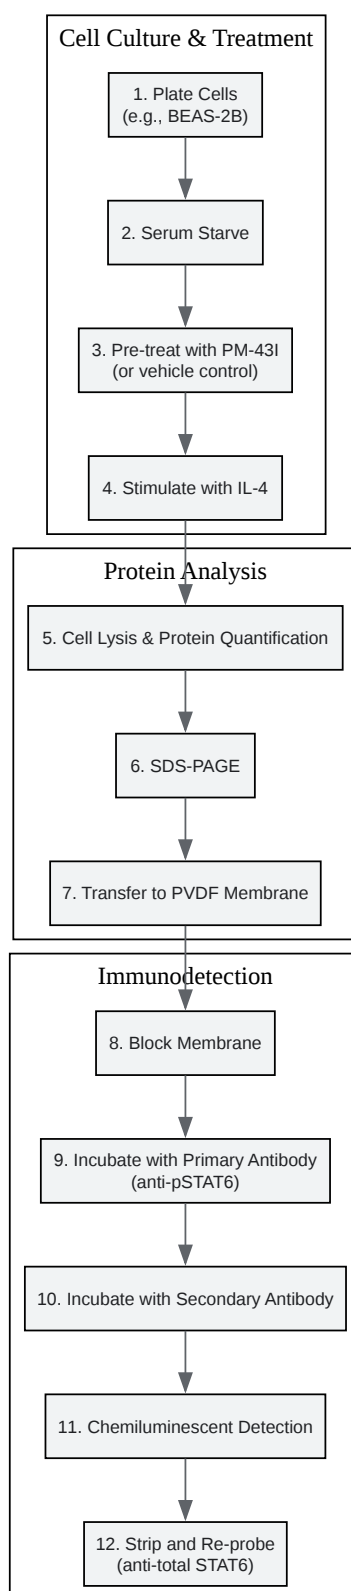 Cell Culture & Treatment
1. Plate Cells
(e.g., BEAS-2B)
2. Serum Starve
3. Pre-treat with PM-43I
(or vehicle control)
4. Stimulate with IL-4
Protein Analysis
5. Cell Lysis & Protein Quantification
6. SDS-PAGE
7. Transfer to PVDF Membrane
Immunodetection
8. Block Membrane
9. Incubate with Primary Antibody
(anti-pSTAT6)
10. Incubate with Secondary Antibody
11. Chemiluminescent Detection
12. Strip and Re-probe
(anti-total STAT6)